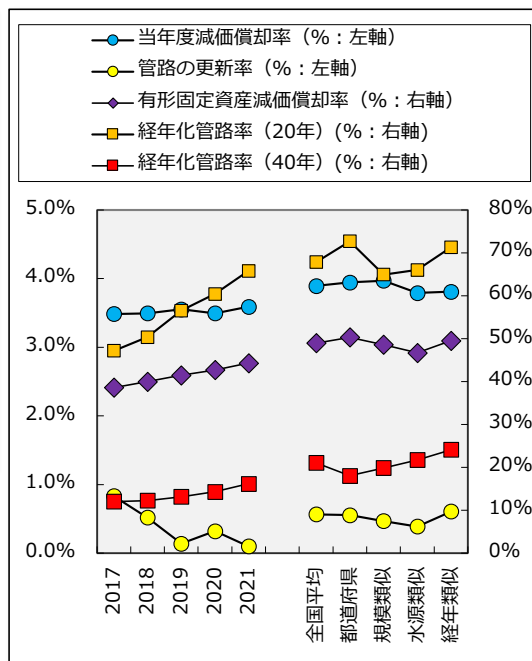 当年度減価償却率（%：左軸）
管路の更新率（%：左軸）
有形固定資産減価償却率（%：右軸）
経年化管路率（20年）(%：右軸)
経年化管路率（40年）(%：右軸)
5.0%
4.0%
3.0%
2.0%
1.0%
0.0%
80%
70%
60%
50%
40%
30%
20%
10%
0%
2017
2018
2019
2020
2021
全国平均
都道府県
規模類似
水源類似
経年類似